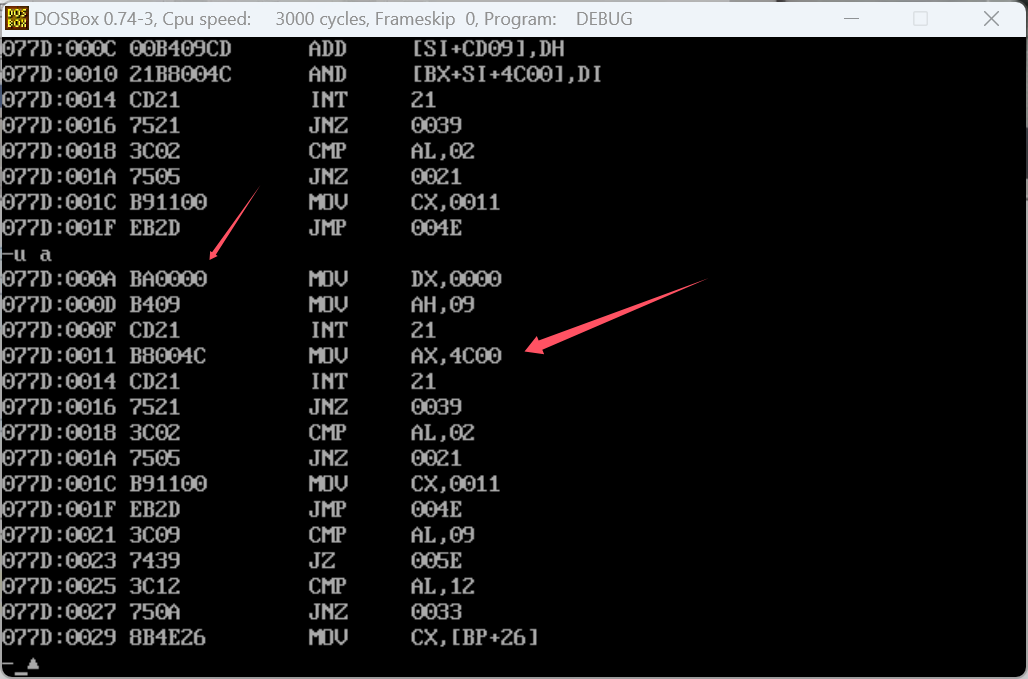 DOS BOX DOSBox 0.74-3, Cpu speed: 3000 cycles, Frameskip 0, Program: DEBUG
077D:000C 00B409CD ADD [SI+CD09],DH
077D:0010 21B8004C AND [BX+SI+4C00],DI
077D:0014 CD21 INT 21
077D:0016 7521 JNZ 0039
077D:0018 3C02 CMP AL,02
077D:001A 7505 JNZ 0021
077D:001C B91100 MOV CX,0011
077D:001F EB2D JMP 004E
-u a
077D:000A BA0000 MOV DX,0000
077D:000D B409 MOV AH,09
077D:000F CD21 INT 21
077D:0011 B8004C MOV AX,4C00
077D:0014 CD21 INT 21
077D:0016 7521 JNZ 0039
077D:0018 3C02 CMP AL,02
077D:001A 7505 JNZ 0021
077D:001C B91100 MOV CX,0011
077D:001F EB2D JMP 004E
077D:0021 3C09 CMP AL,09
077D:0023 7439 JZ 005E
077D:0025 3C12 CMP AL,12
077D:0027 750A JNZ 0033
077D:0029 8B4E26 MOV CX,[BP+26]
-_